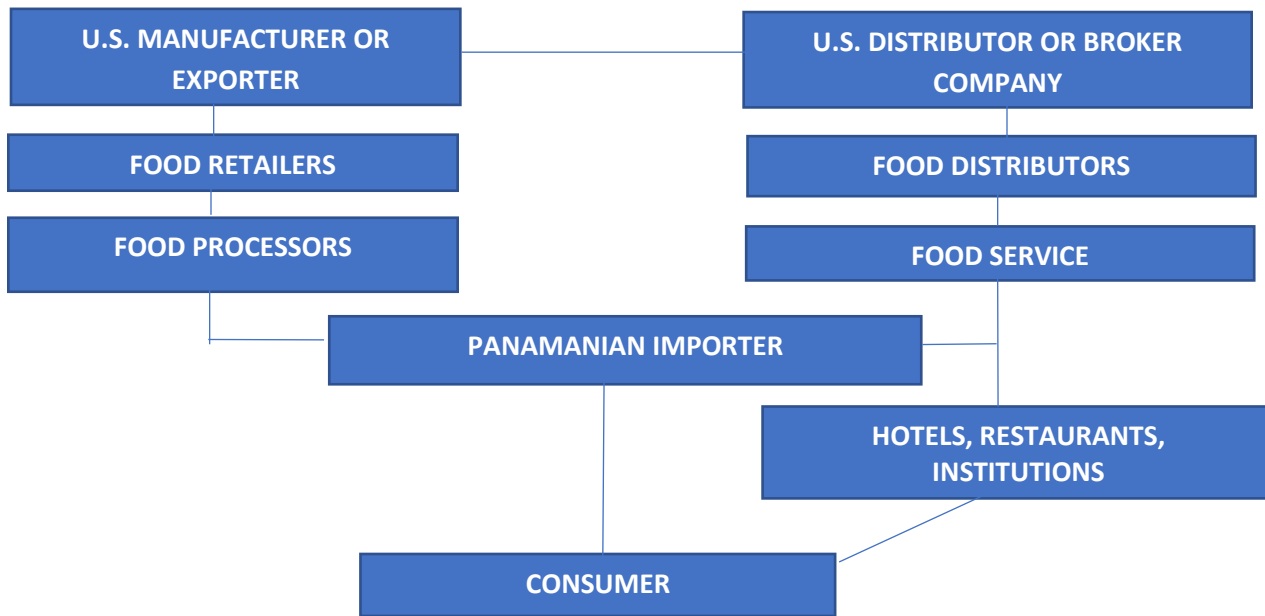 U.S. MANUFACTURER OR
EXPORTER
U.S. DISTRIBUTOR OR BROKER
COMPANY
FOOD RETAILERS
FOOD DISTRIBUTORS
FOOD PROCESSORS
FOOD SERVICE
PANAMANIAN IMPORTER
HOTELS, RESTAURANTS,
INSTITUTIONS
CONSUMER